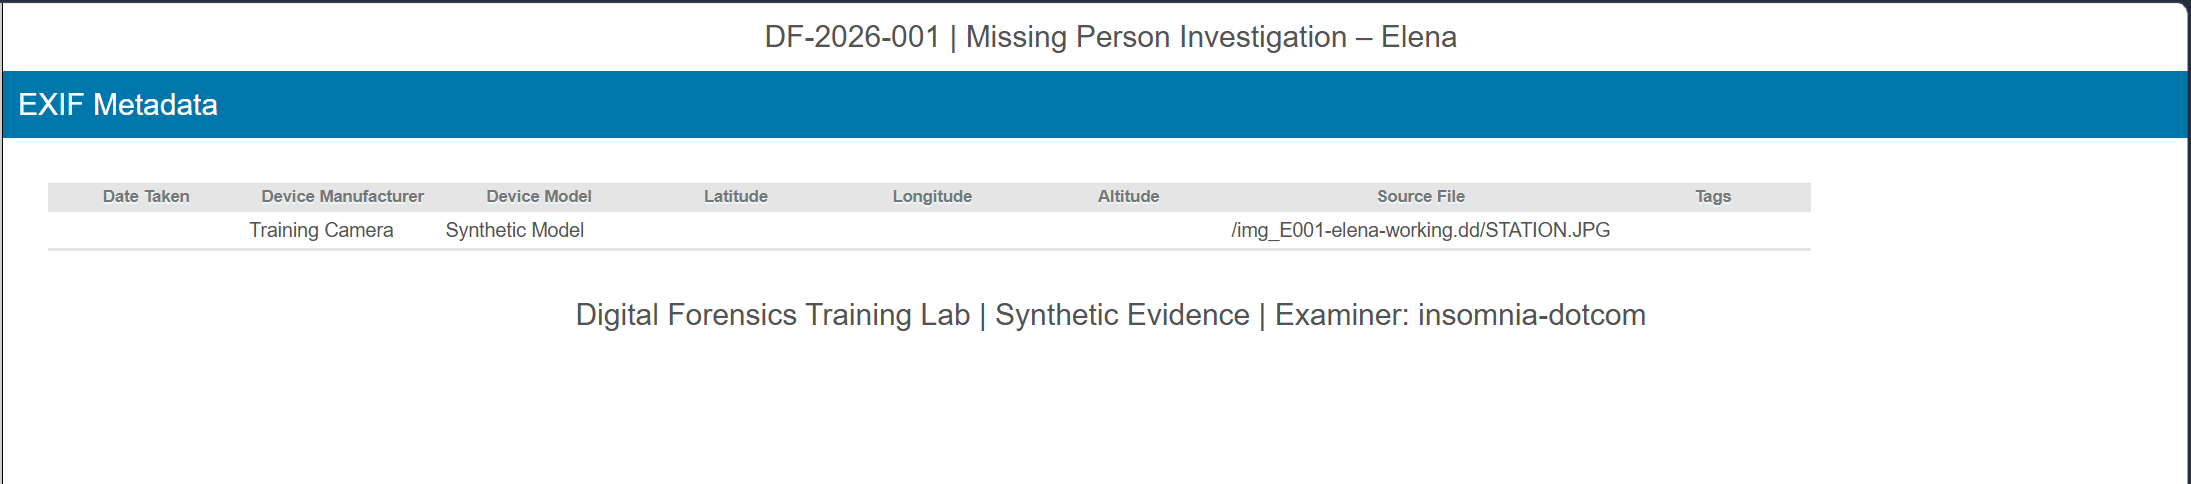 DF-2026-001 | Missing Person Investigation – Elena
EXIF Metadata
Date Taken Device Manufacturer Device Model Latitude Longitude Altitude Source File Tags
Training Camera Synthetic Model /img_E001-elena-working.dd/STATION.JPG
Digital Forensics Training Lab | Synthetic Evidence | Examiner: insomnia-dotcom